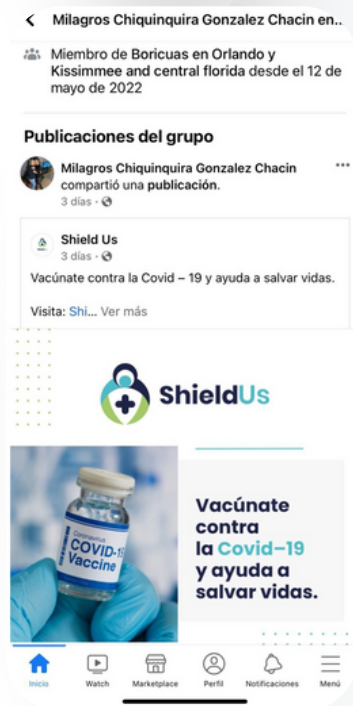 Milagros Chiquinquira Gonzalez Chacin en..
Miembro de Boricuas en Orlando y
Kissimmee and central florida desde el 12 de
mayo de 2022
Publicaciones del grupo
Milagros Chiquinquira Gonzalez Chacin
compartió una publicación.
3 días
Shield Us
3 días
Vacúnate contra la Covid – 19 y ayuda a salvar vidas.
Visita: Shi... Ver más
ShieldUs
Coronavirus
COVID-19
Vaccine
Vacúnate
contra
la Covid–19
y ayuda a
salvar vidas.
Inicio
Watch
Marketplace
Perfil
Notificaciones
Menú